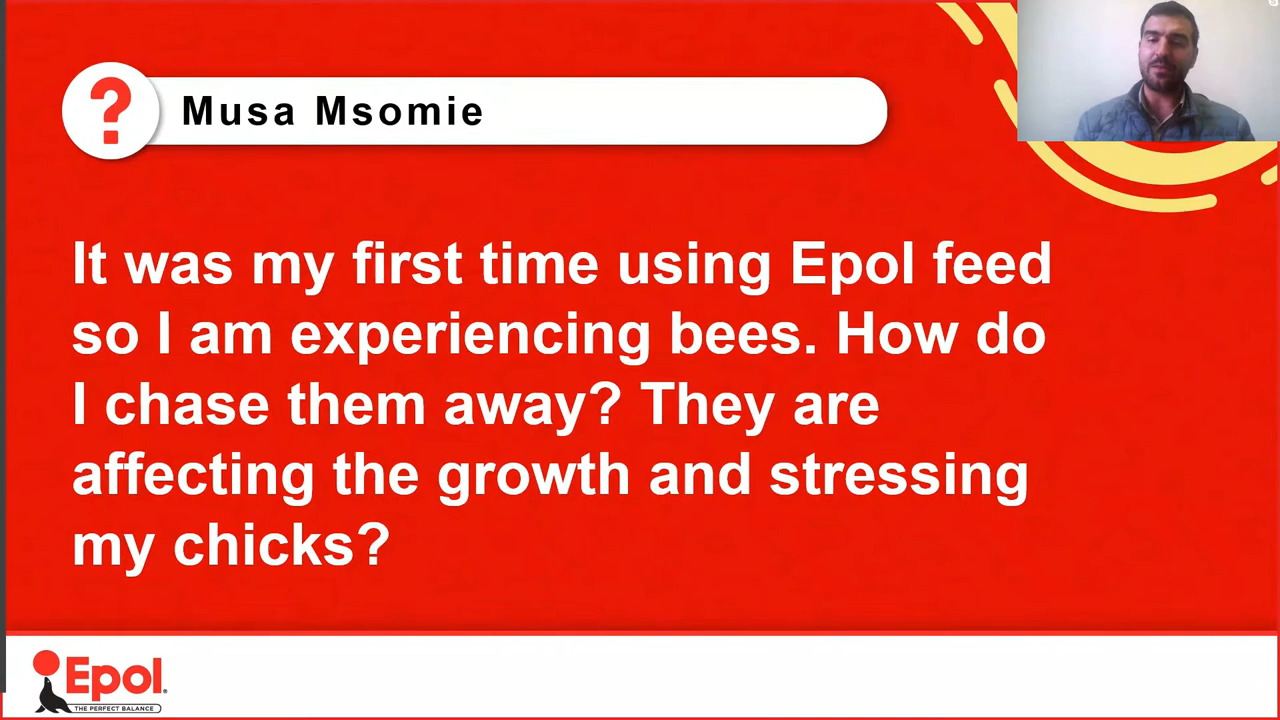 ?
Musa Msomie
It was my first time using Epol feed
so I am experiencing bees. How do
I chase them away? They are
affecting the growth and stressing
my chicks?
Epol®
THE PERFECT BALANCE